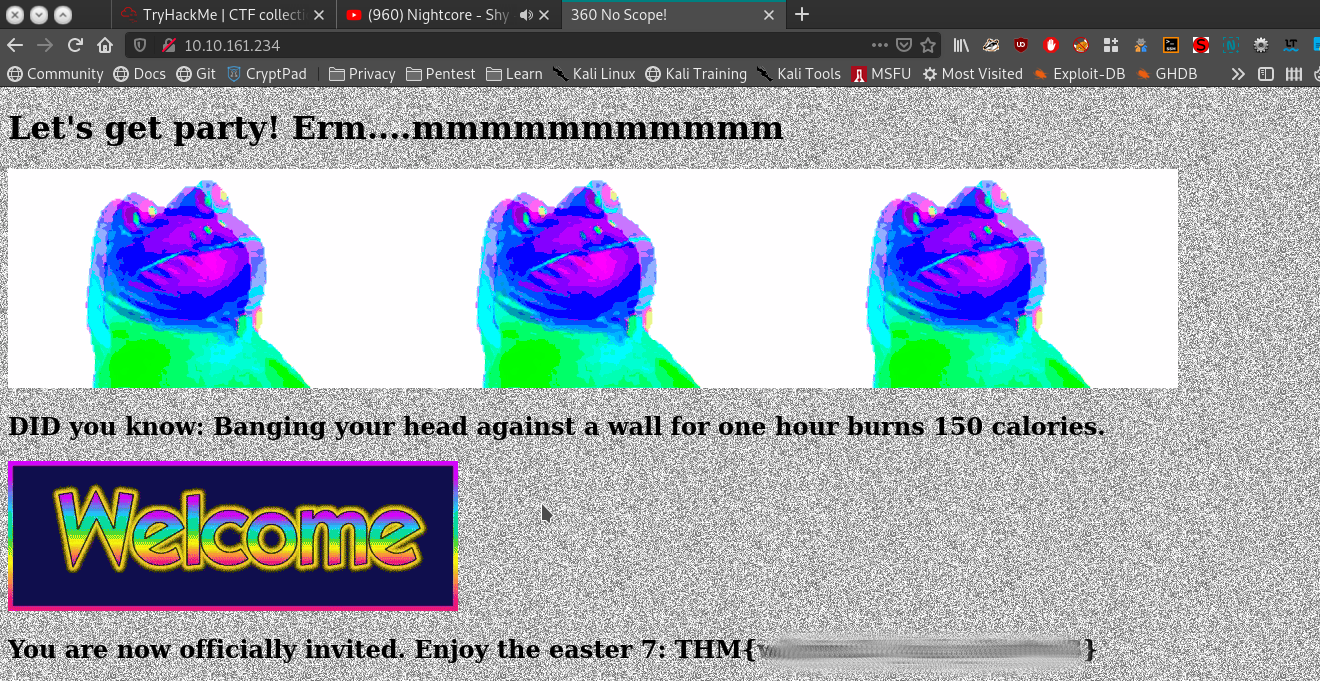 TryHackMe | CTF collecti
(960) Nightcore - Shy
360 No Scope!
10.10.161.234
Community Docs Git CryptPad Privacy Pentest Learn Kali Linux Kali Training Kali Tools MSFU Most Visited Exploit-DB GHDB
Let's get party! Erm....mmmmmmmmmmm
DID you know: Banging your head against a wall for one hour burns 150 calories.
Welcome
You are now officially invited. Enjoy the easter 7: THM{ }